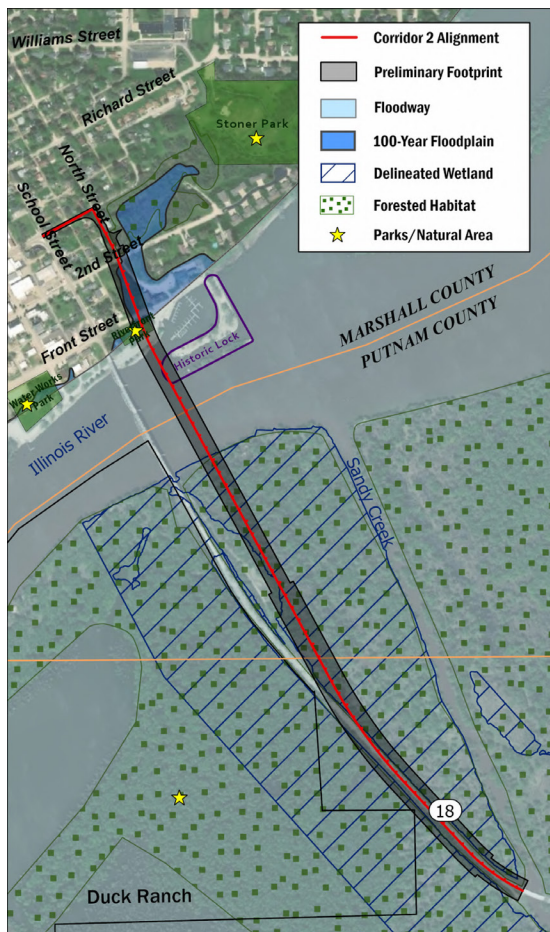 Williams Street
Richard Street
Stoner Park
North Street
School Street
2nd Street
Front Street
Riverfront
Park
Water Works
Park
Historic Lock
Illinois River
MARSHALL COUNTY
PUTNAM COUNTY
Sandy Creek
18
Duck Ranch
Corridor 2 Alignment
Preliminary Footprint
Floodway
100-Year Floodplain
Delineated Wetland
Forested Habitat
Parks/Natural Area